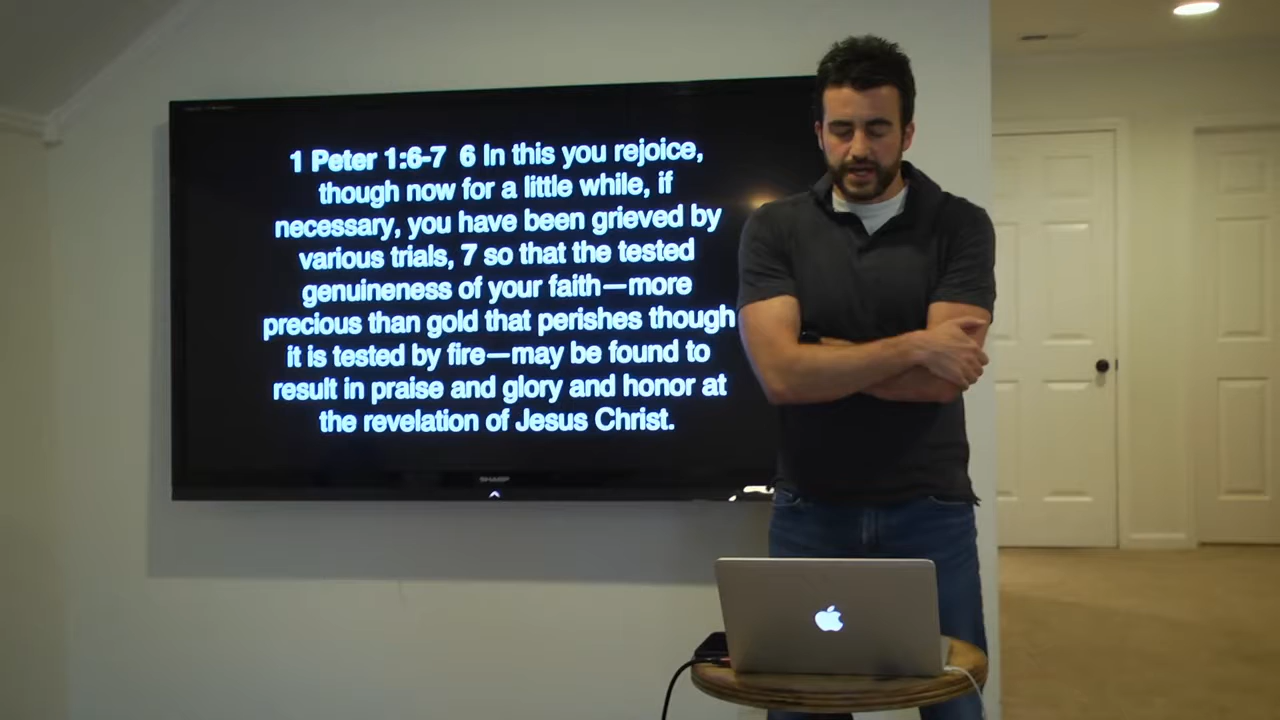 1 Peter 1:6-7  6 In this you rejoice,
though now for a little while, if
necessary, you have been grieved by
various trials, 7 so that the tested
genuineness of your faith—more
precious than gold that perishes though
it is tested by fire—may be found to
result in praise and glory and honor at
the revelation of Jesus Christ.
SHARP